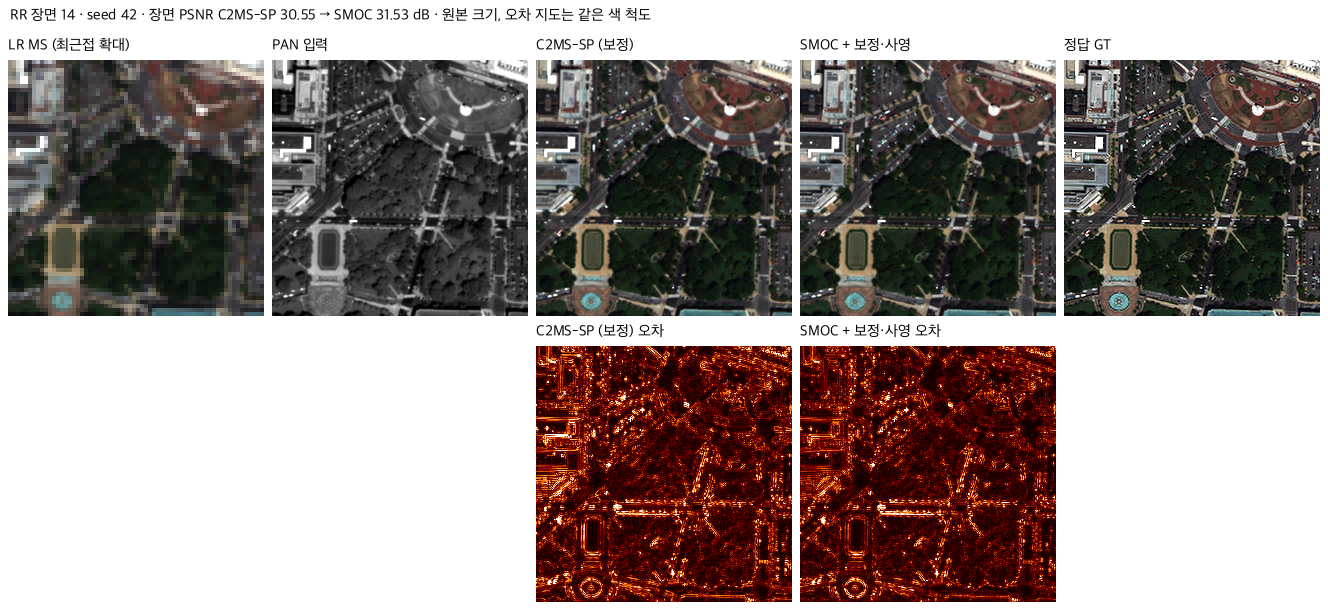 RR 장면 14 · seed 42 · 장면 PSNR C2MS-SP 30.55 → SMOC 31.53 dB · 원본 크기, 오차 지도는 같은 색 척도
LR MS (최근접 확대)
PAN 입력
C2MS-SP (보정)
SMOC + 보정·사영
정답 GT
C2MS-SP (보정) 오차
SMOC + 보정·사영 오차